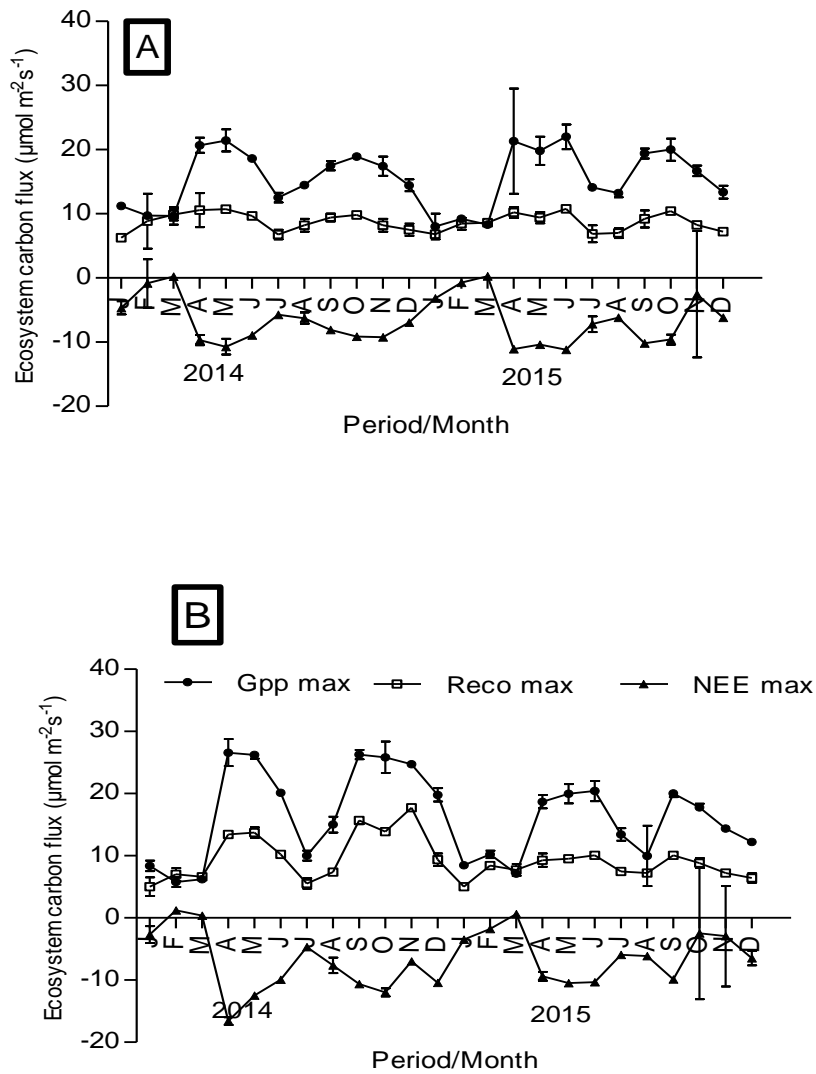 A
40
30
20
10
0
-10
-20
Ecosystem carbon flux (µmol m⁻²s⁻¹)
J F M A M J J A S O N D J F M A M J J A S O N D
2014 2015
Period/Month
B
Gpp max Reco max NEE max
40
30
20
10
0
-10
-20
Ecosystem carbon flux (µmol m⁻²s⁻¹)
J F M A M J J A S O N D J F M A M J J A S O N D
2014 2015
Period/Month